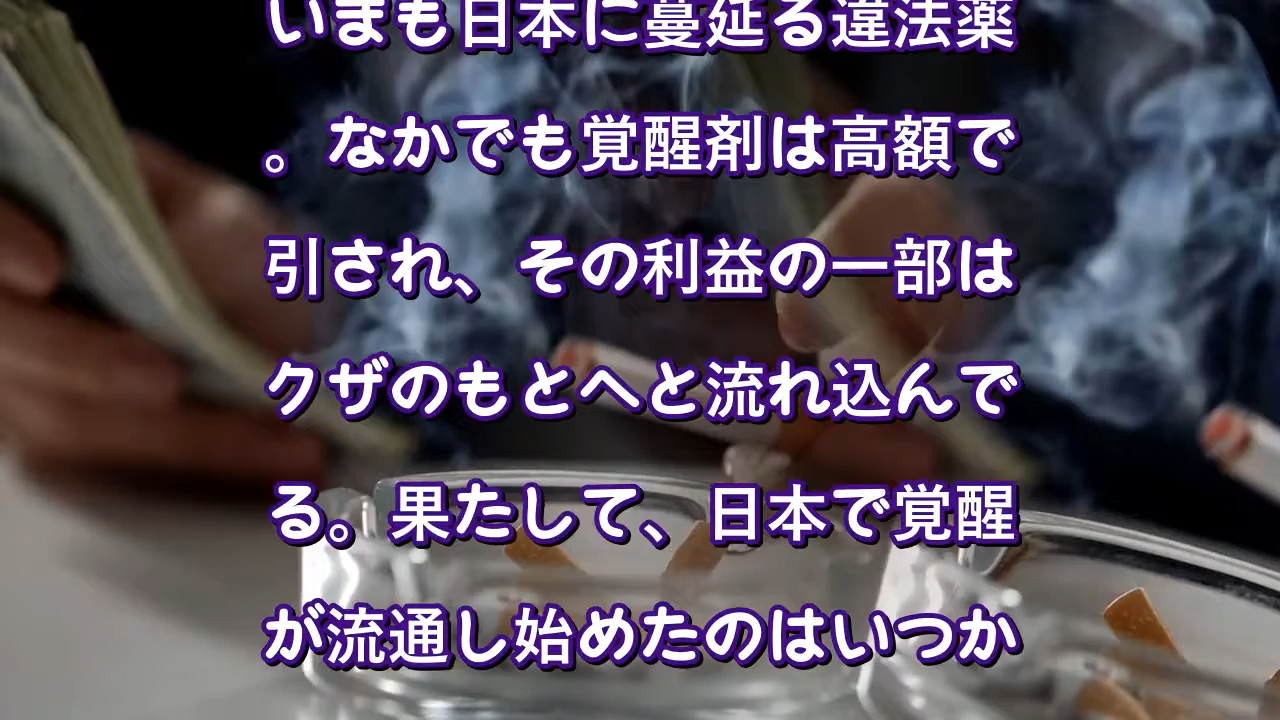 いまも日本に蔓延る違法薬
。なかでも覚醒剤は高額で
引され、その利益の一部は
クザのもとへと流れ込んで
る。果たして、日本で覚醒
が流通し始めたのはいつか